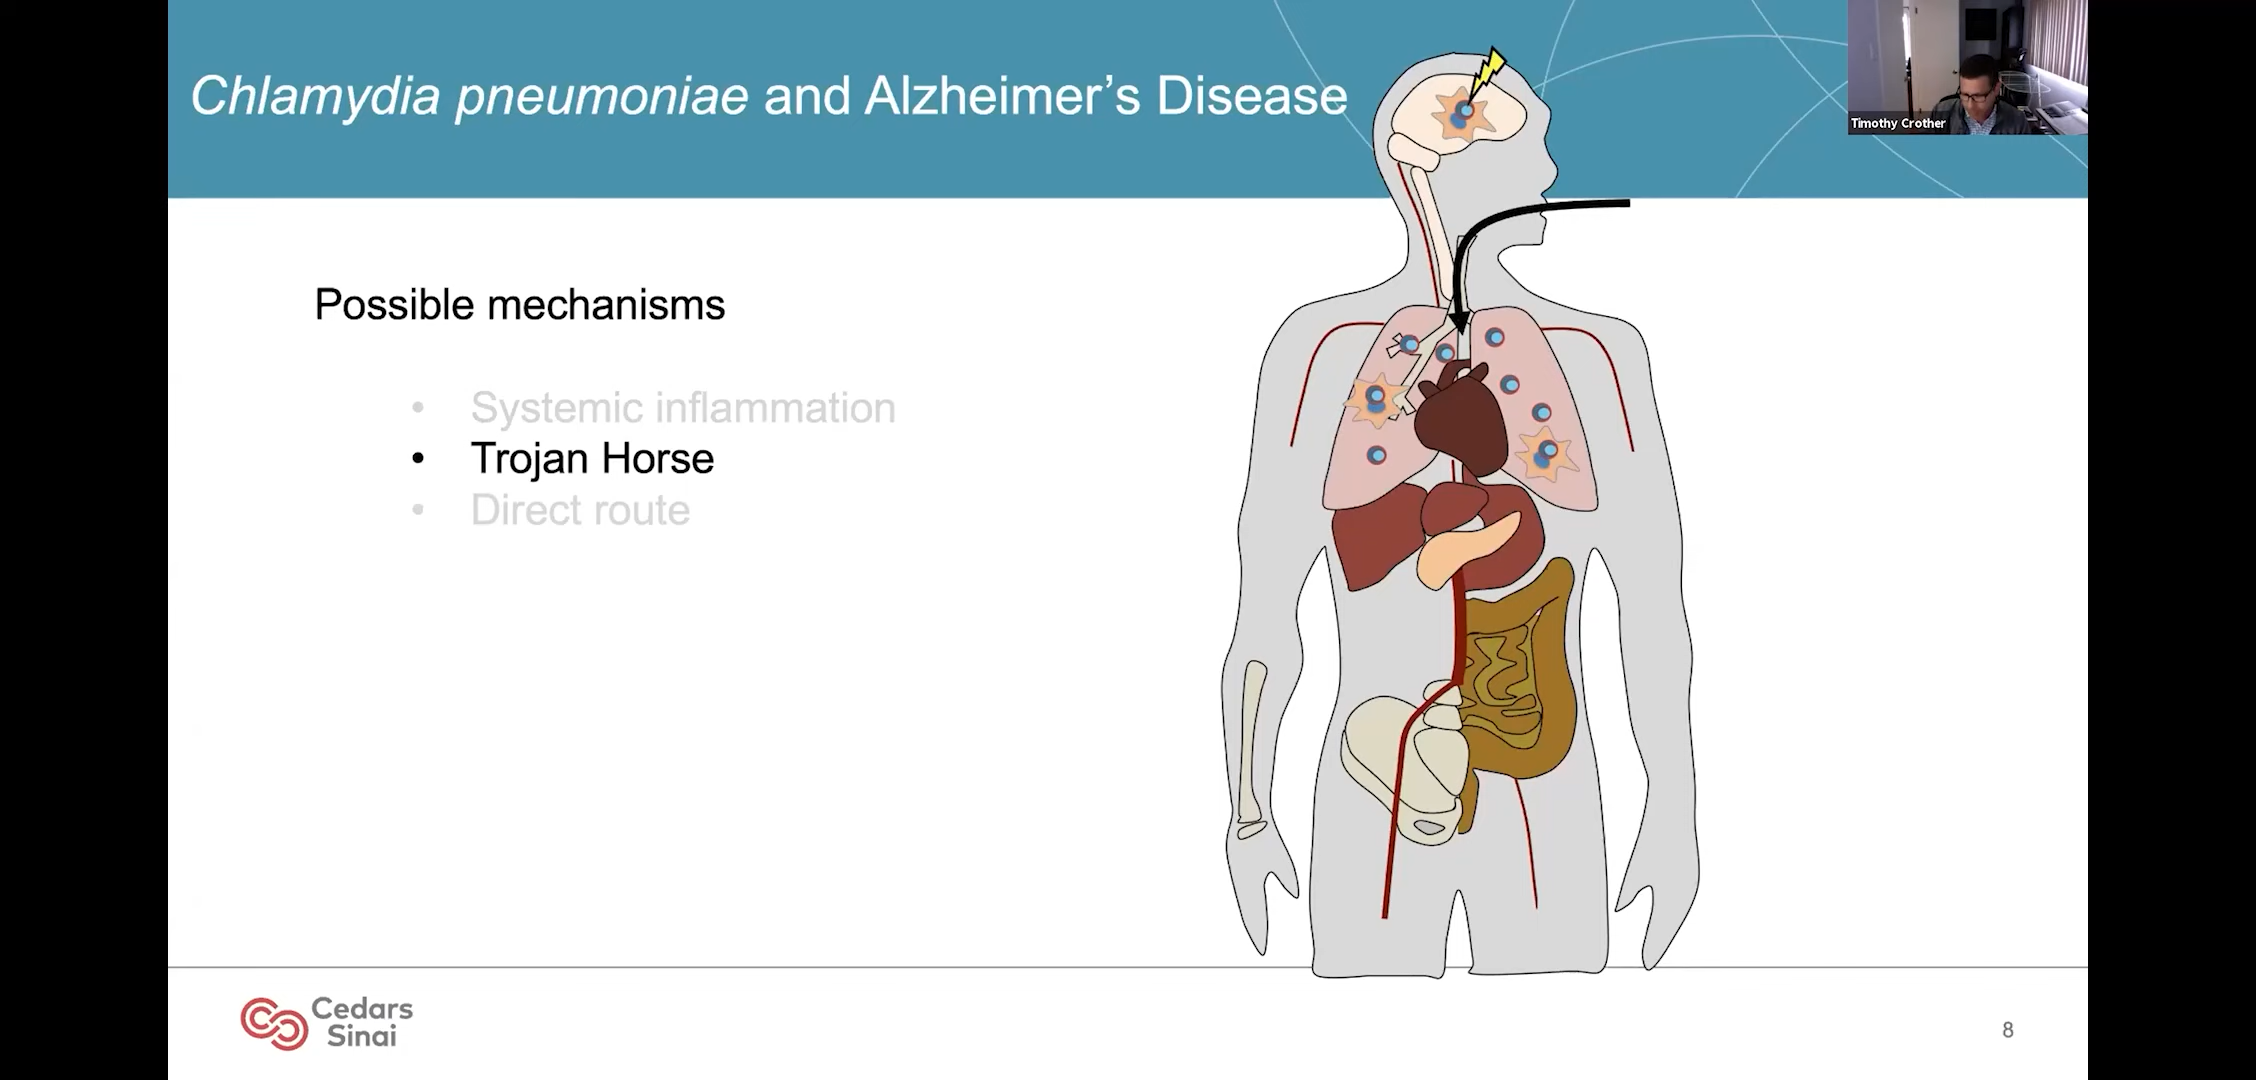 Chlamydia pneumoniae and Alzheimer’s Disease
Timothy Crother
Possible mechanisms
• Systemic inflammation
• Trojan Horse
• Direct route
Cedars
Sinai
8